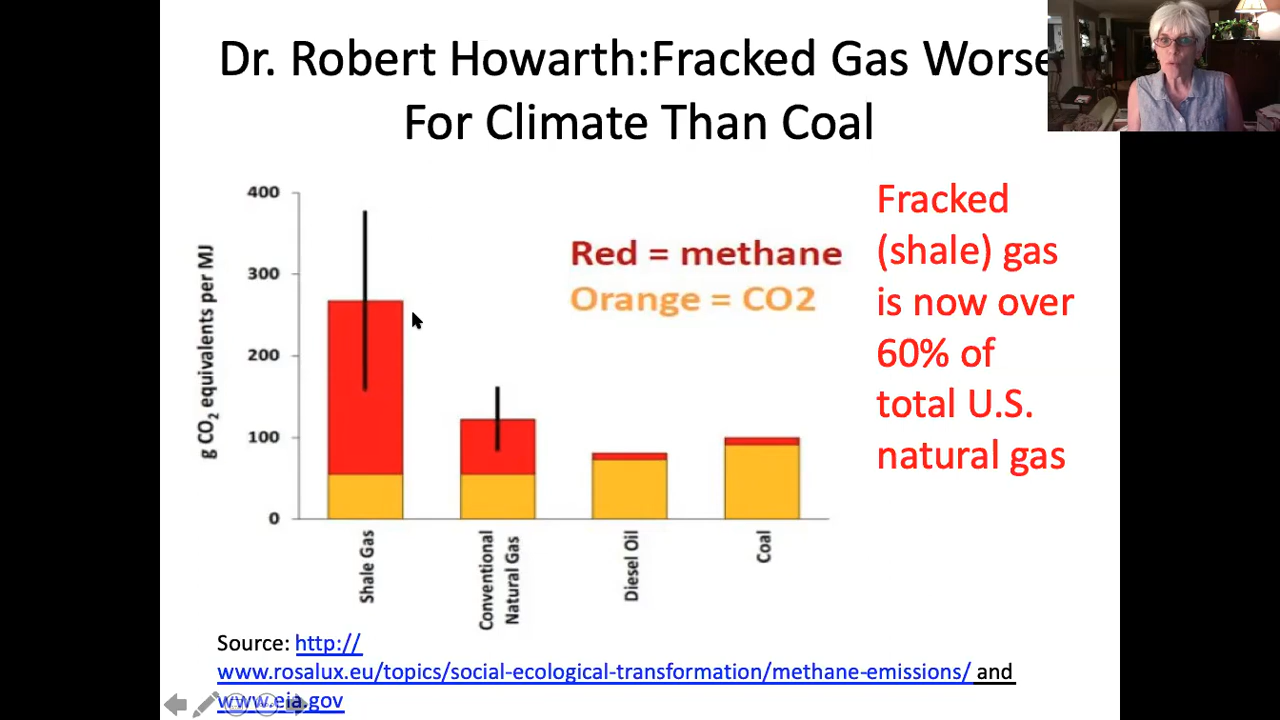 Dr. Robert Howarth:Fracked Gas Worse
For Climate Than Coal
400
300
200
100
0
g CO₂ equivalents per MJ
Red = methane
Orange = CO2
Shale Gas
Conventional
Natural Gas
Diesel Oil
Coal
Fracked
(shale) gas
is now over
60% of
total U.S.
natural gas
Source: http://
www.rosalux.eu/topics/social-ecological-transformation/methane-emissions/ and
www.eia.gov